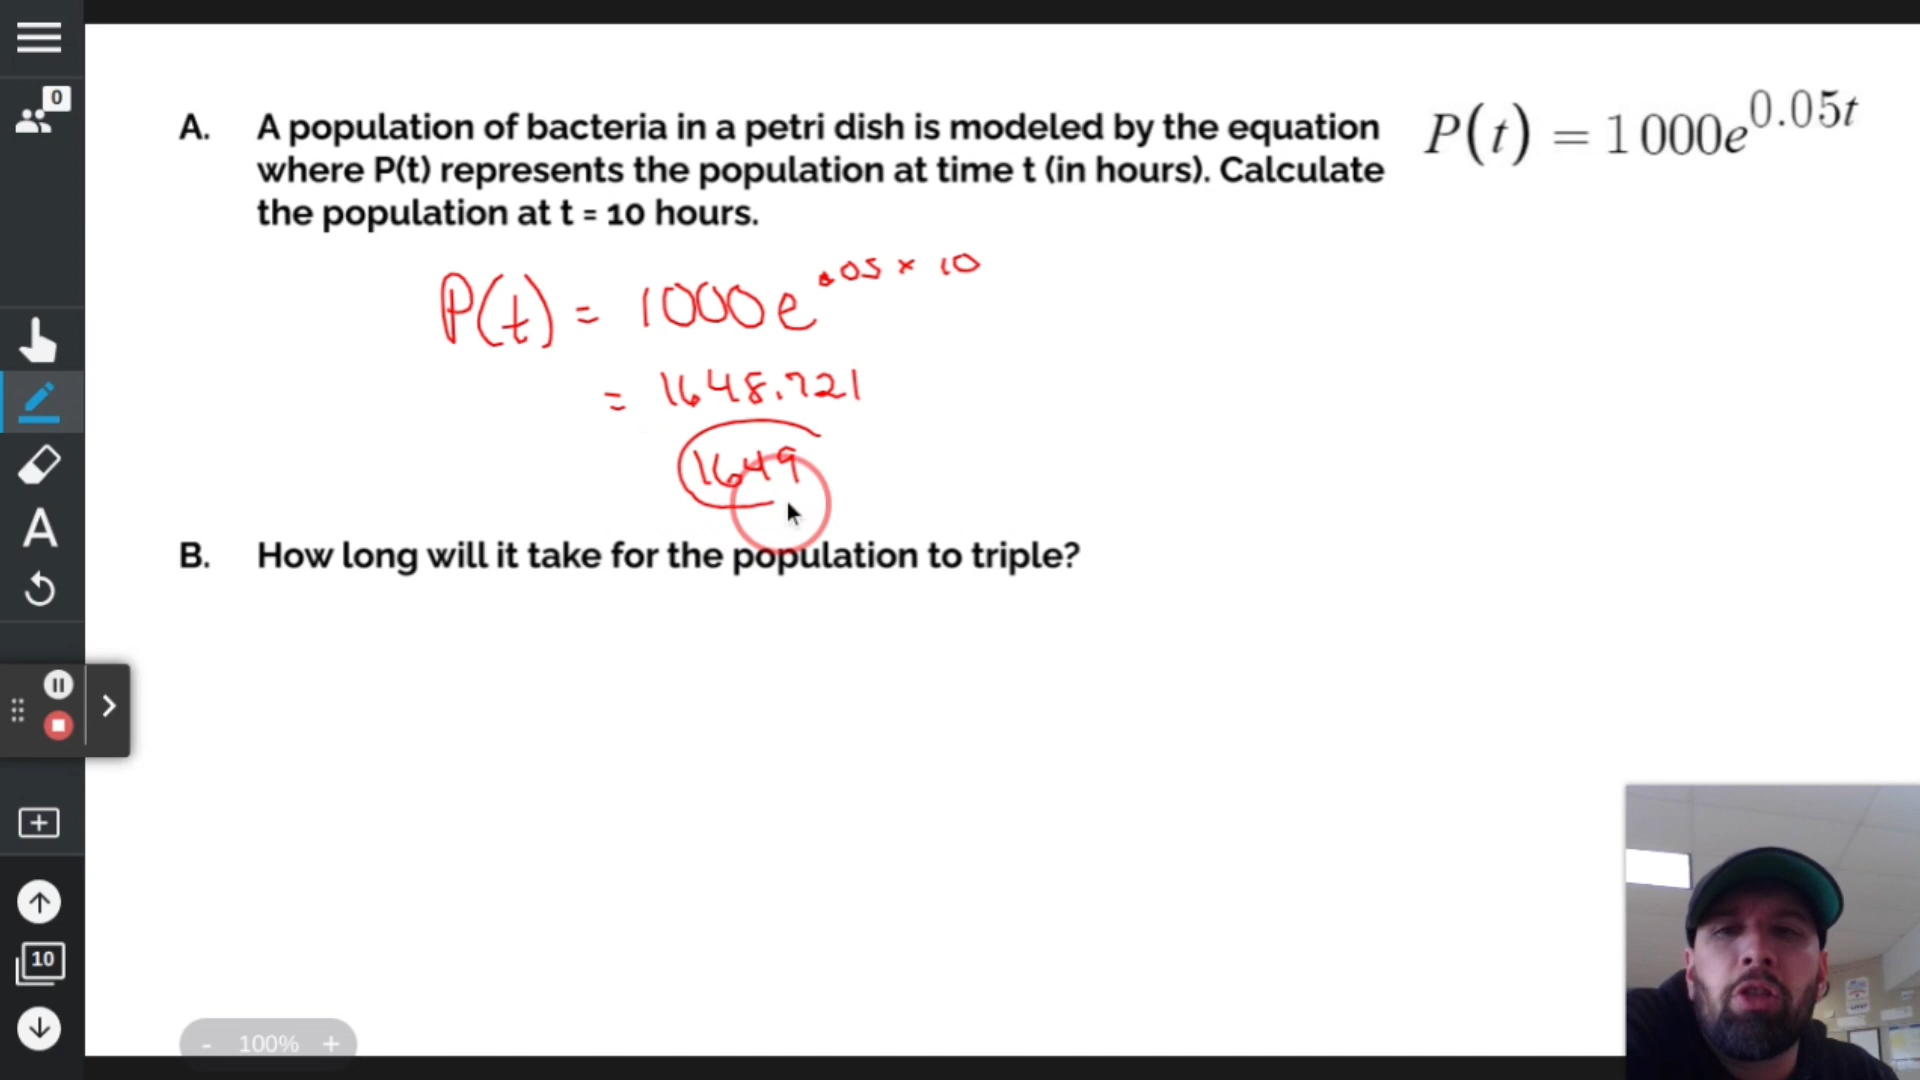 0
A. A population of bacteria in a petri dish is modeled by the equation P(t) = 1000e^0.05t
where P(t) represents the population at time t (in hours). Calculate
the population at t = 10 hours.
P(t) = 1000e^.05 × 10
= 1648.721
1649
B. How long will it take for the population to triple?
A
10
- 100% +